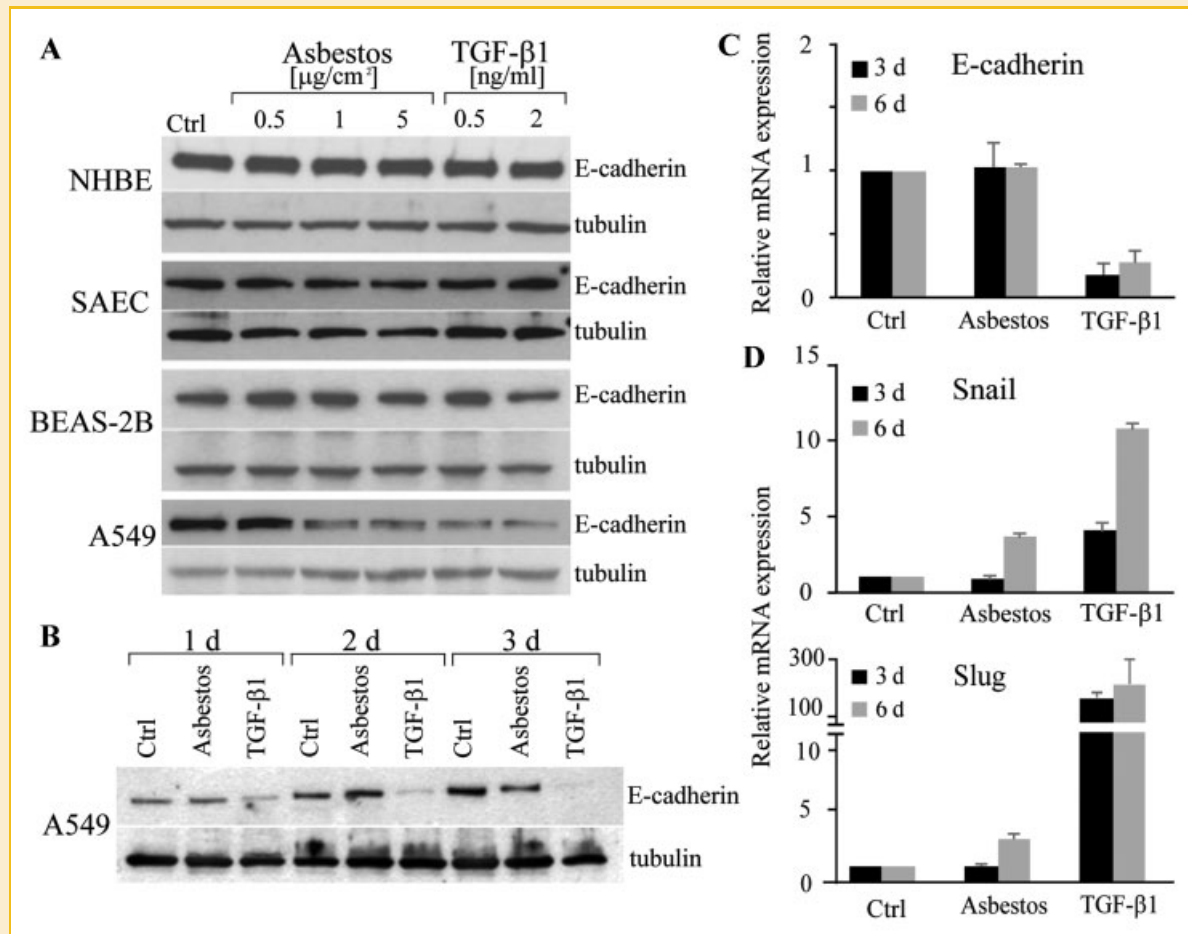 A
Asbestos TGF-β1
[µg/cm²] [ng/ml]
Ctrl 0.5 1 5 0.5 2
NHBE E-cadherin
tubulin
SAEC E-cadherin
tubulin
BEAS-2B E-cadherin
tubulin
A549 E-cadherin
tubulin
B
1 d 2 d 3 d
Ctrl Asbestos TGF-β1 Ctrl Asbestos TGF-β1 Ctrl Asbestos TGF-β1
A549 E-cadherin
tubulin
C
E-cadherin
3 d
6 d
Relative mRNA expression
2
1
0
Ctrl Asbestos TGF-β1
D
Snail
3 d
6 d
Relative mRNA expression
15
10
5
0
Ctrl Asbestos TGF-β1
Slug
3 d
6 d
300
100
10
5
0
Ctrl Asbestos TGF-β1